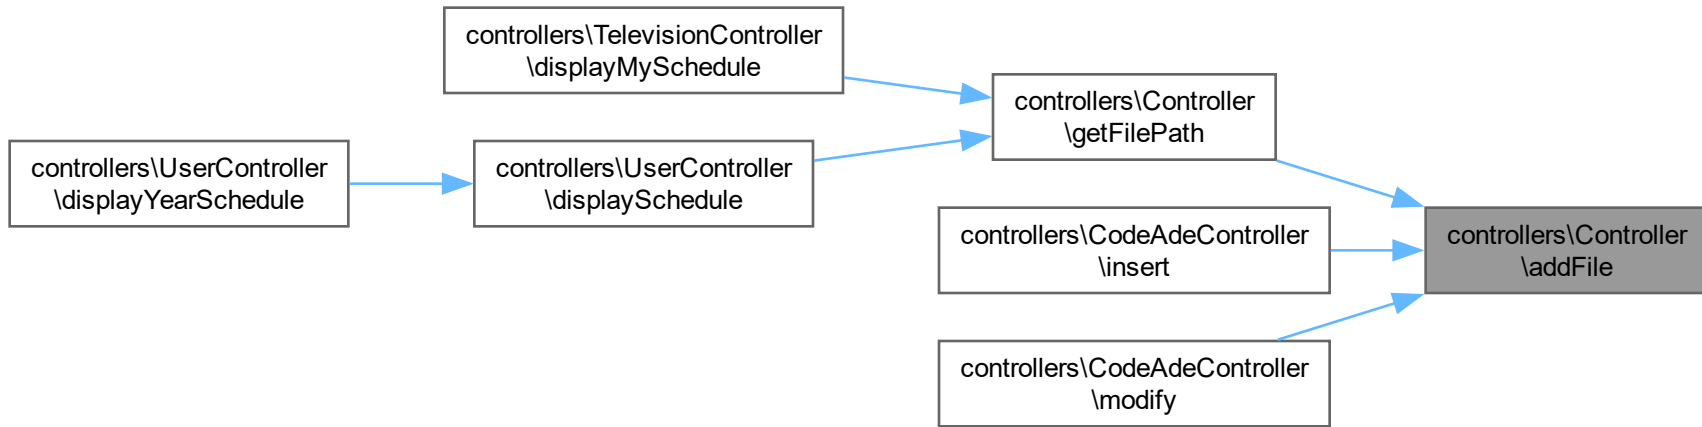 controllers\TelevisionController
\displayMySchedule
controllers\Controller
\getFilePath
controllers\UserController
\displayYearSchedule
controllers\UserController
\displaySchedule
controllers\CodeAdeController
\insert
controllers\Controller
\addFile
controllers\CodeAdeController
\modify